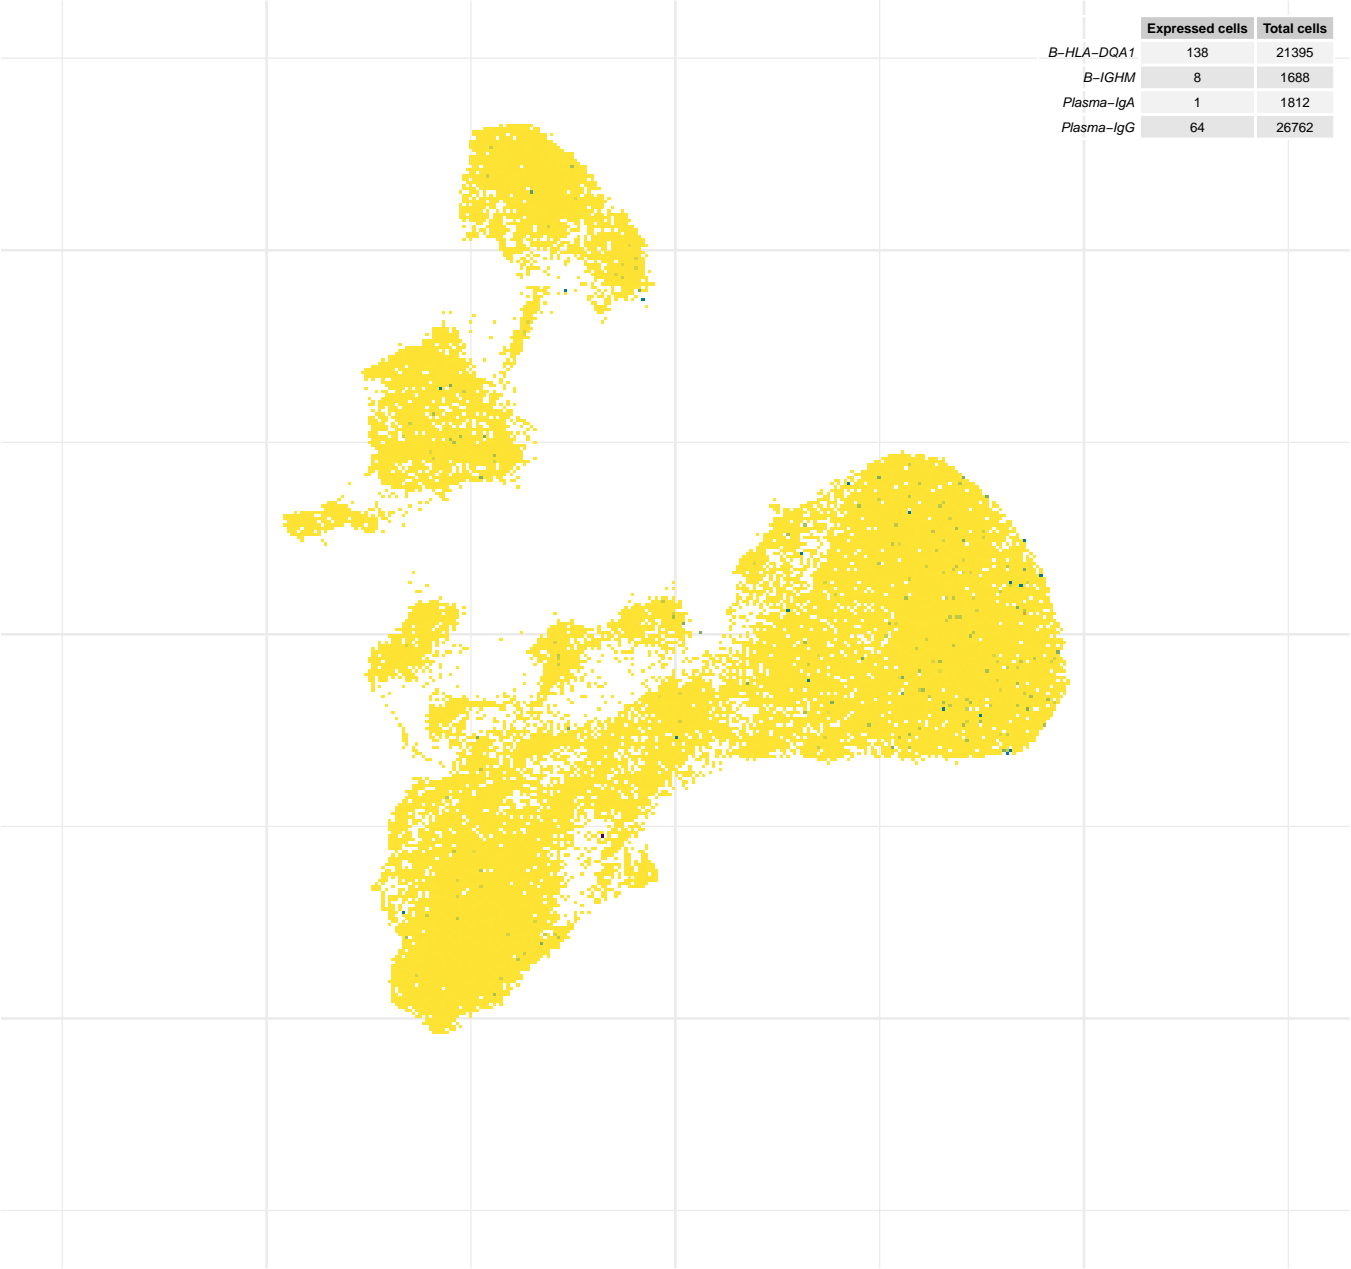 Expressed cells Total cells
B−HLA−DQA1 138 21395
B−IGHM 8 1688
Plasma−IgA 1 1812
Plasma−IgG 64 26762